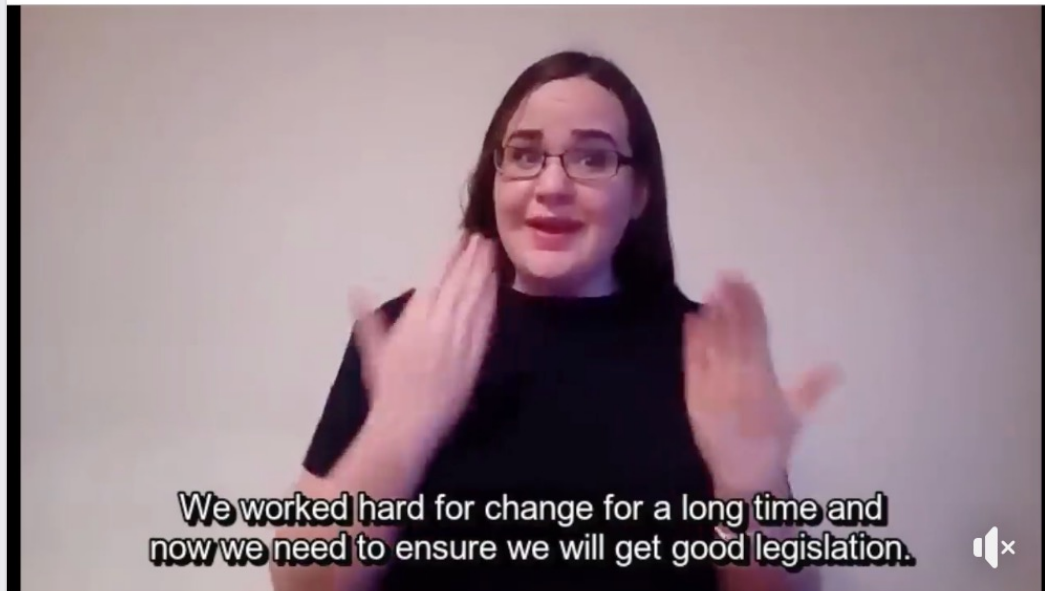 We worked hard for change for a long time and
now we need to ensure we will get good legislation.